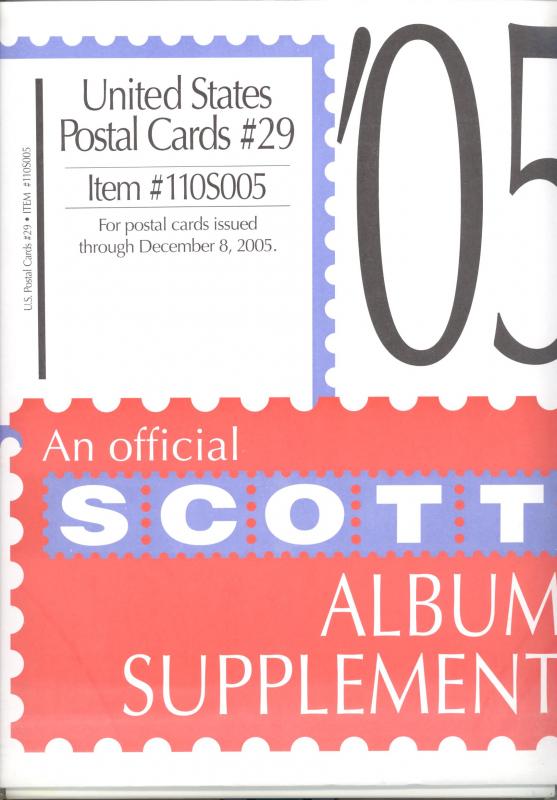 United States
Postal Cards #29
Item #110S005
For postal cards issued
through December 8, 2005.
U.S. Postal Cards #29 • ITEM #110S005
'05
An official
SCOTT
ALBUM
SUPPLEMENT